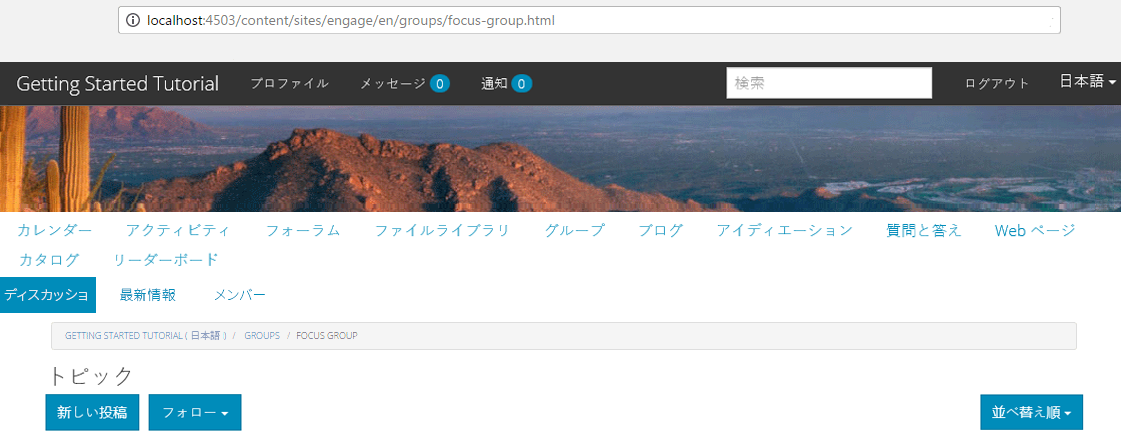 localhost:4503/content/sites/engage/en/groups/focus-group.html
Getting Started Tutorial プロファイル メッセージ 0 通知 0 検索 ログアウト 日本語
カレンダー アクティビティ フォーラム ファイルライブラリ グループ ブログ アイディエーション 質問と答え Web ページ
カタログ リーダーボード
ディスカッショ 最新情報 メンバー
GETTING STARTED TUTORIAL ( 日本語 ) / GROUPS / FOCUS GROUP
トピック
新しい投稿 フォロー 並べ替え順